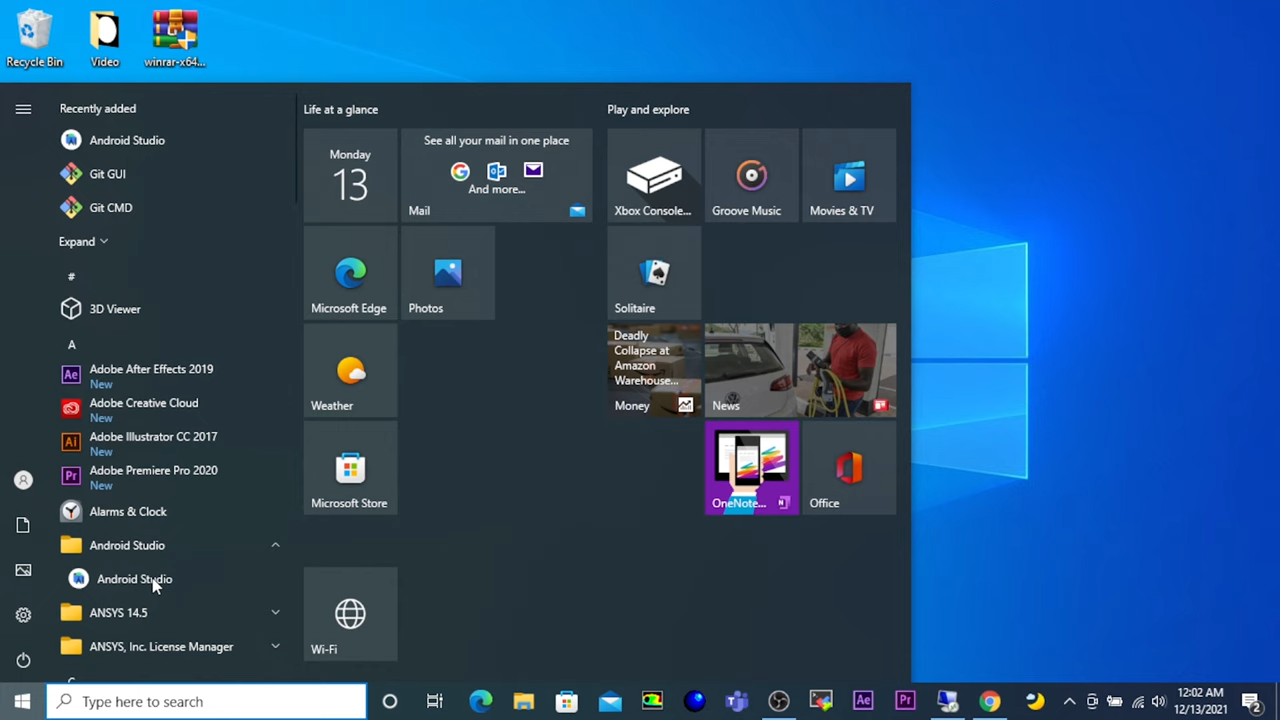 Recycle Bin
Video
winrar-x64...
Recently added
Android Studio
Git GUI
Git CMD
Expand
#
3D Viewer
A
Adobe After Effects 2019
New
Adobe Creative Cloud
New
Adobe Illustrator CC 2017
New
Adobe Premiere Pro 2020
New
Alarms & Clock
Android Studio
Android Studio
ANSYS 14.5
ANSYS, Inc. License Manager
Life at a glance
Monday
13
See all your mail in one place
And more...
Mail
Microsoft Edge
Photos
Weather
Microsoft Store
Wi-Fi
Play and explore
Xbox Console...
Groove Music
Movies & TV
Solitaire
Deadly
Collapse at
Amazon
Warehouse...
Money
News
OneNote...
Office
Type here to search
12:02 AM
12/13/2021
2